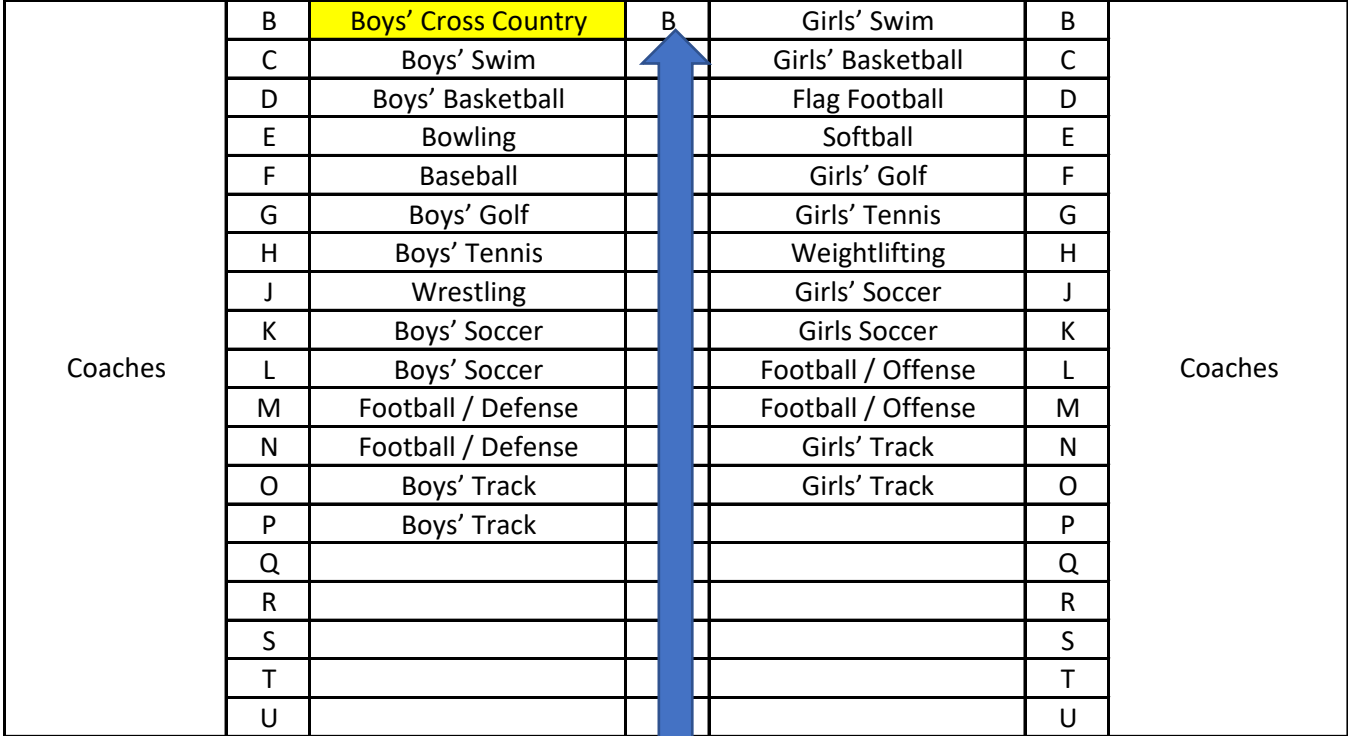 B Boys’ Cross Country B Girls’ Swim B
C Boys’ Swim Girls’ Basketball C
D Boys’ Basketball Flag Football D
E Bowling Softball E
F Baseball Girls’ Golf F
G Boys’ Golf Girls’ Tennis G
H Boys’ Tennis Weightlifting H
J Wrestling Girls’ Soccer J
K Boys’ Soccer Girls Soccer K
Coaches L Boys’ Soccer Football / Offense L Coaches
M Football / Defense Football / Offense M
N Football / Defense Girls’ Track N
O Boys’ Track Girls’ Track O
P Boys’ Track P
Q Q
R R
S S
T T
U U